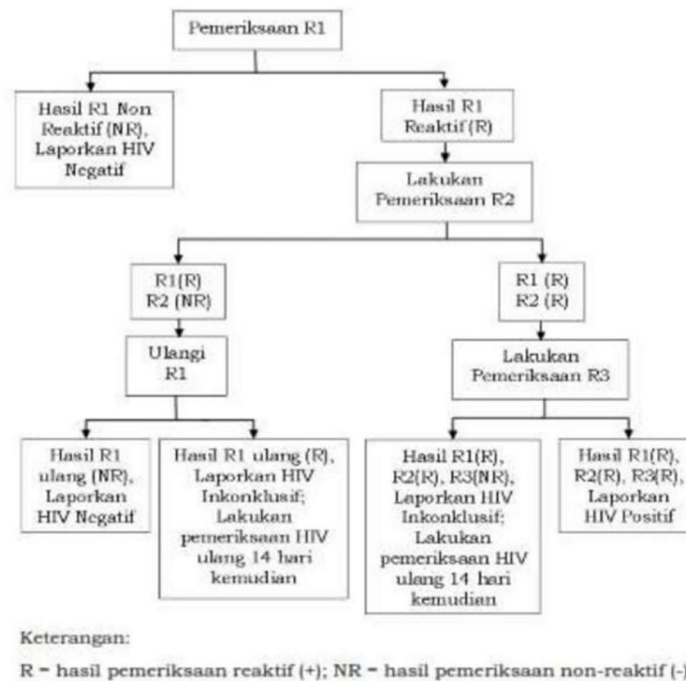 Pemeriksaan R1
Hasil R1 Non
Reaktif (NR),
Laporkan HIV
Negatif
Hasil R1
Reaktif (R)
Lakukan
Pemeriksaan R2
R1(R)
R2 (NR)
R1 (R)
R2 (R)
Ulangi
R1
Lakukan
Pemeriksaan R3
Hasil R1
ulang (NR),
Laporkan
HIV Negatif
Hasil R1 ulang (R),
Laporkan HIV
Inkonklusif;
Lakukan
pemeriksaan HIV
ulang 14 hari
kemudian
Hasil R1(R),
R2(R), R3(NR),
Laporkan HIV
Inkonklusif;
Lakukan
pemeriksaan HIV
ulang 14 hari
kemudian
Hasil R1(R),
R2(R), R3(R),
Laporkan
HIV Positif
Keterangan:
R = hasil pemeriksaan reaktif (+); NR = hasil pemeriksaan non-reaktif (-)